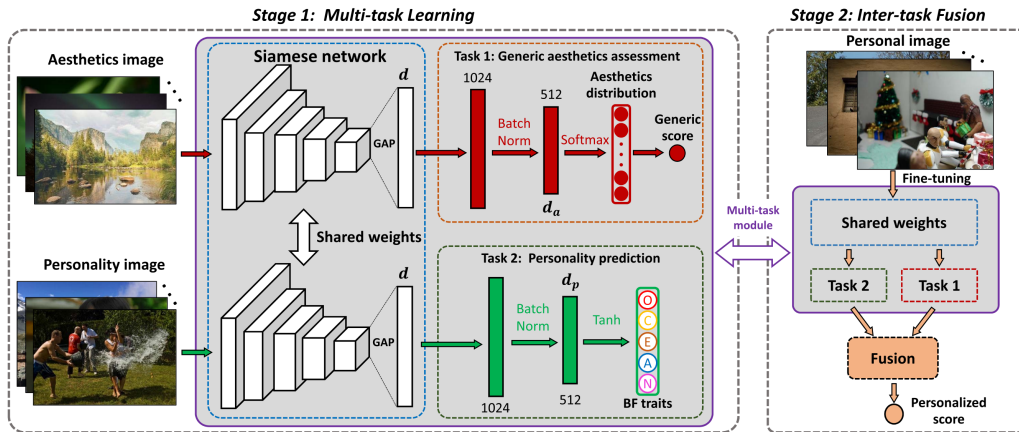 Stage 1: Multi-task Learning
Stage 2: Inter-task Fusion
Aesthetics image
Siamese network
d
GAP
Task 1: Generic aesthetics assessment
1024
Batch
Norm
512
d_a
Softmax
Aesthetics
distribution
Generic
score
Shared weights
Personality image
d
GAP
Task 2: Personality prediction
1024
Batch
Norm
d_p
512
Tanh
O
C
E
A
N
BF traits
Multi-task
module
Personal image
Fine-tuning
Shared weights
Task 2
Task 1
Fusion
Personalized
score